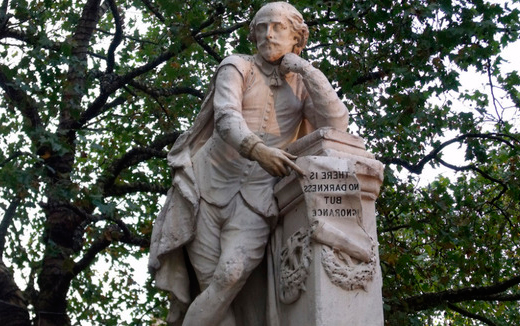 THERE IS
NO DARKNESS
BUT
IGNORANCE